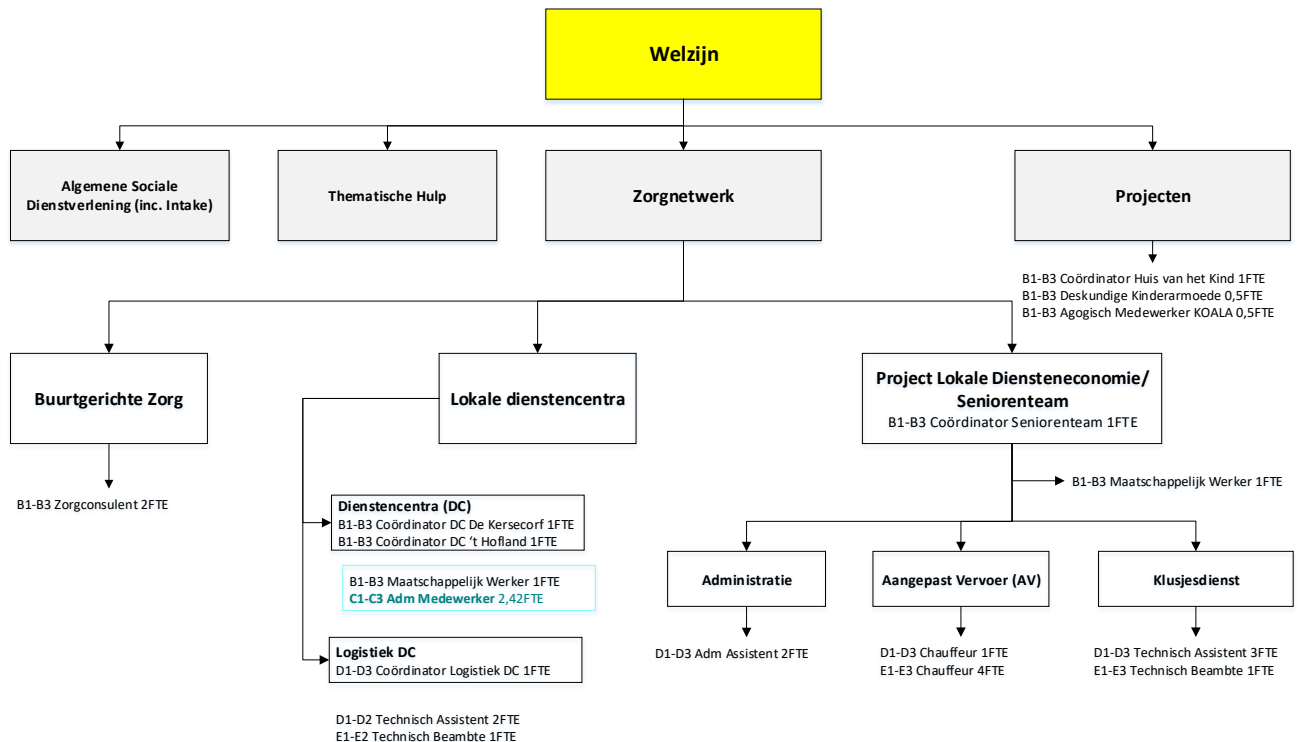 Welzijn
Algemene Sociale
Dienstverlening (inc. Intake)
Thematische Hulp
Zorgnetwerk
Projecten
B1-B3 Coördinator Huis van het Kind 1FTE
B1-B3 Deskundige Kinderarmoede 0,5FTE
B1-B3 Agogisch Medewerker KOALA 0,5FTE
Buurtgerichte Zorg
B1-B3 Zorgconsulent 2FTE
Lokale dienstencentra
Dienstencentra (DC)
B1-B3 Coördinator DC De Kersecorf 1FTE
B1-B3 Coördinator DC ‘t Hofland 1FTE
B1-B3 Maatschappelijk Werker 1FTE
C1-C3 Adm Medewerker 2,42FTE
Logistiek DC
D1-D3 Coördinator Logistiek DC 1FTE
D1-D2 Technisch Assistent 2FTE
E1-E2 Technisch Beambte 1FTE
Project Lokale Diensteneconomie/
Seniorenteam
B1-B3 Coördinator Seniorenteam 1FTE
B1-B3 Maatschappelijk Werker 1FTE
Administratie
D1-D3 Adm Assistent 2FTE
Aangepast Vervoer (AV)
D1-D3 Chauffeur 1FTE
E1-E3 Chauffeur 4FTE
Klusjesdienst
D1-D3 Technisch Assistent 3FTE
E1-E3 Technisch Beambte 1FTE